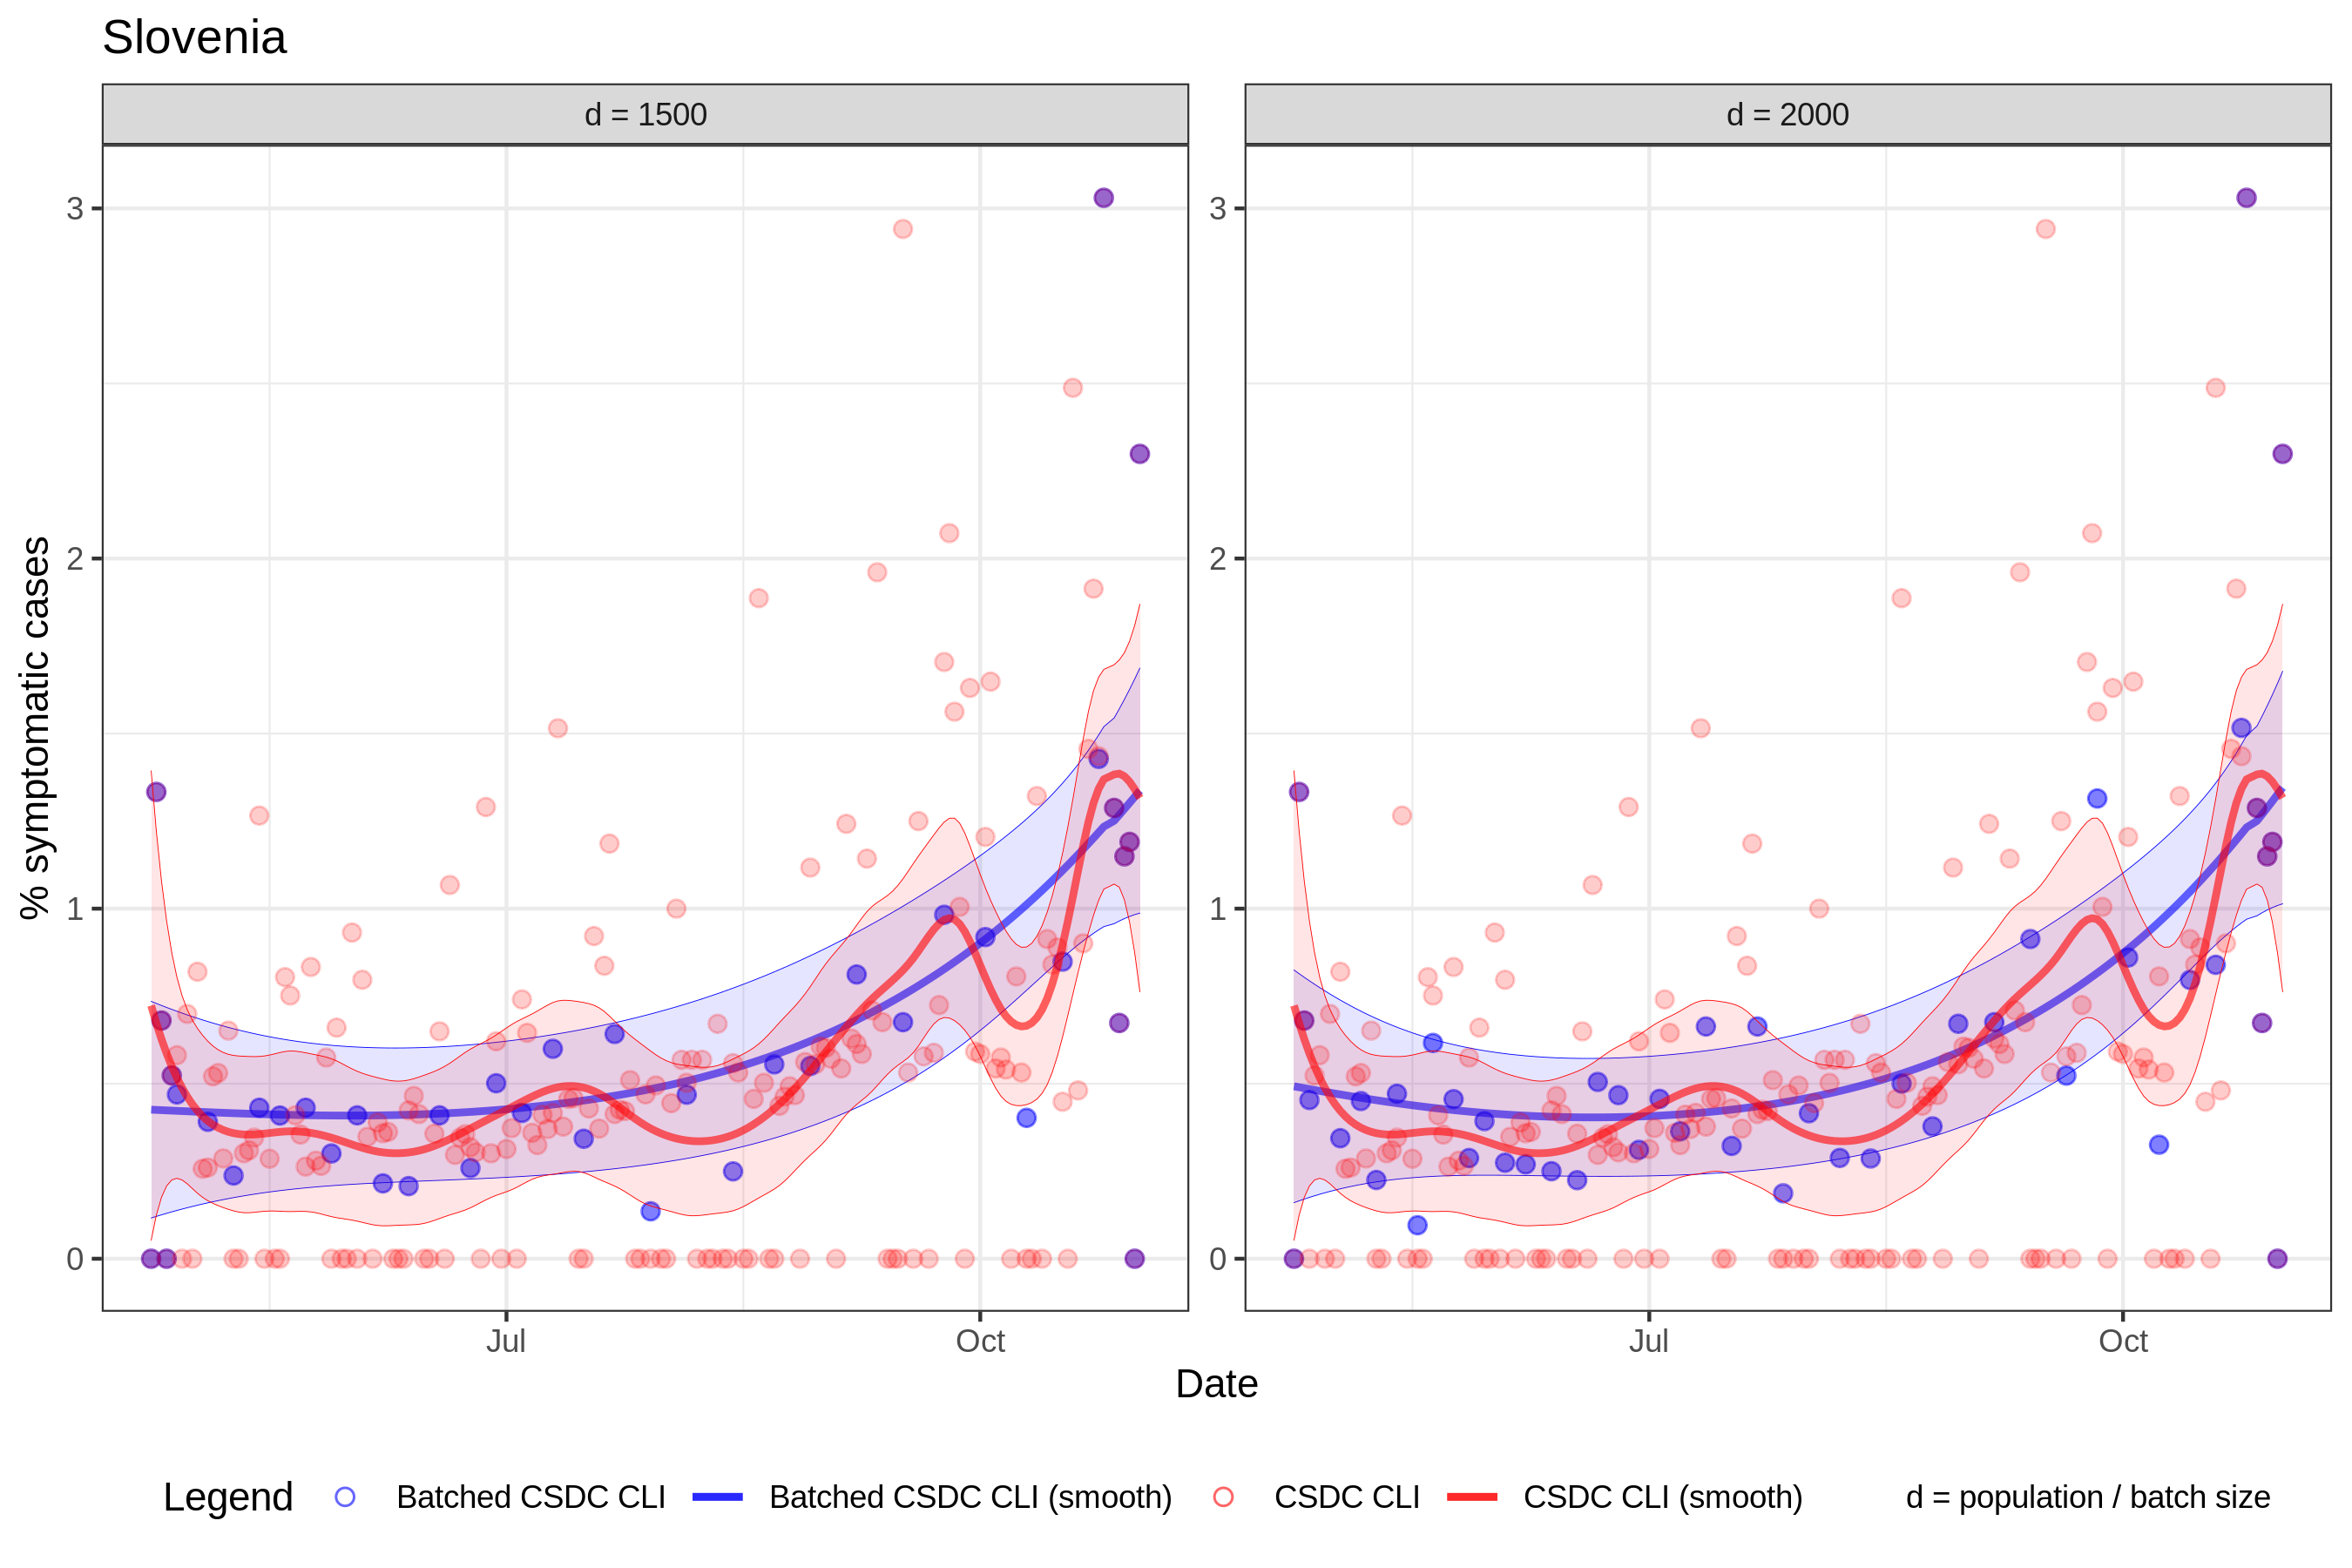 Slovenia
d = 1500
d = 2000
% symptomatic cases
3
2
1
0
3
2
1
0
Jul
Oct
Jul
Oct
Date
Legend
Batched CSDC CLI
Batched CSDC CLI (smooth)
CSDC CLI
CSDC CLI (smooth)
d = population / batch size